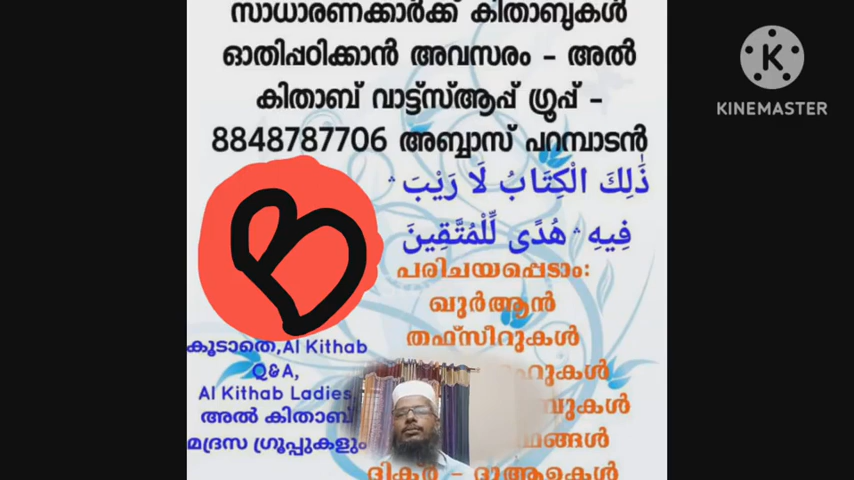 സാധാരണക്കാർക്ക് കിതാബുകൾ
ഓതിപ്പഠിക്കാൻ അവസരം - അൽ
കിതാബ് വാട്ട്സ്ആപ്പ് ഗ്രൂപ്പ് -
8848787706 അബ്ബാസ് പറമ്പാടൻ
ذَٰلِكَ الْكِتَابُ لَا رَيْبَ ۛ
فِيهِ ۛ هُدًى لِّلْمُتَّقِينَ
B
പരിചയപ്പെടാം:
ഖുർആൻ
തഫ്സീറുകൾ
കൂടാതെ,Al Kithab
Q&A,
Al Kithab Ladies,
അൽ കിതാബ്
മദ്രസ ഗ്രൂപ്പുകളും
ദിക്ർ - ദുആഉകൾ
KINEMASTER